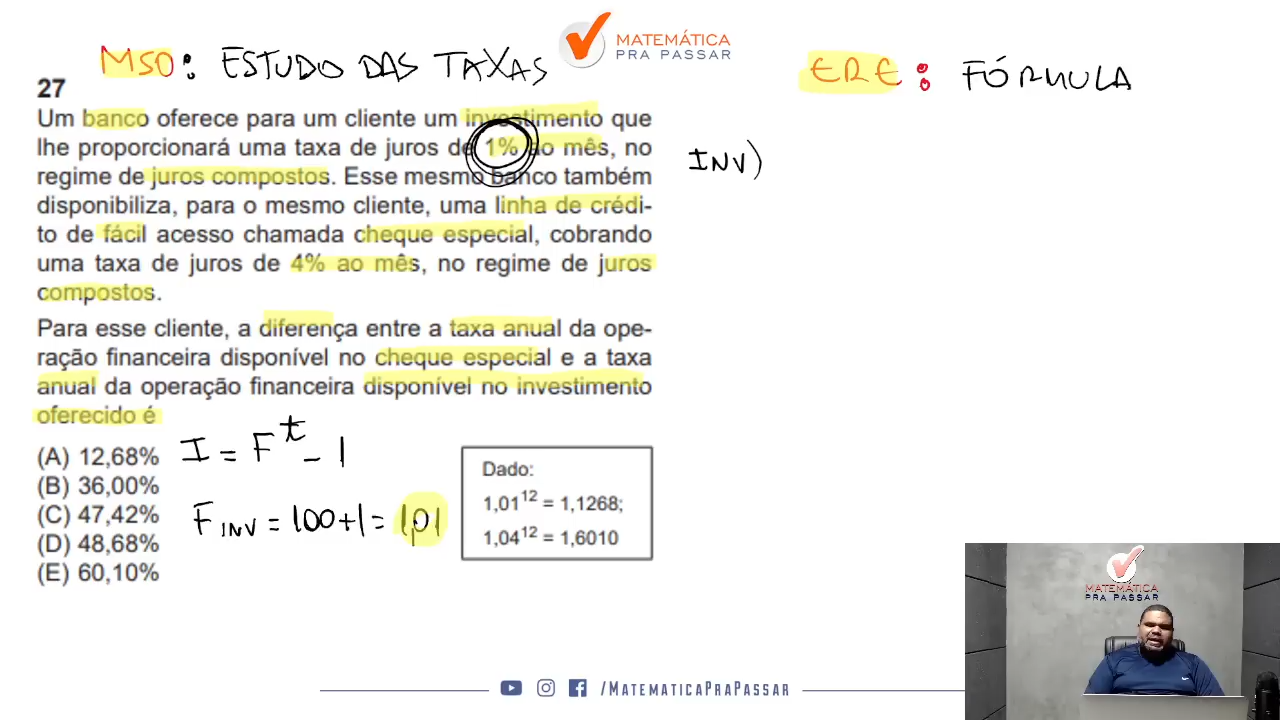 MSO: ESTUDO DAS TAXAS
MATEMÁTICA
PRA PASSAR
ERE: FÓRMULA
27
Um banco oferece para um cliente um investimento que
lhe proporcionará uma taxa de juros de 1% ao mês, no
regime de juros compostos. Esse mesmo banco também
disponibiliza, para o mesmo cliente, uma linha de crédi-
to de fácil acesso chamada cheque especial, cobrando
uma taxa de juros de 4% ao mês, no regime de juros
compostos.
Para esse cliente, a diferença entre a taxa anual da ope-
ração financeira disponível no cheque especial e a taxa
anual da operação financeira disponível no investimento
oferecido é
(A) 12,68%
(B) 36,00%
(C) 47,42%
(D) 48,68%
(E) 60,10%
I = F^t - 1
F INV = 100+1 = 1,01
Dado:
1,01^12 = 1,1268;
1,04^12 = 1,6010
INV)
MATEMÁTICA
PRA PASSAR
/MATEMATICAPRAPASSAR